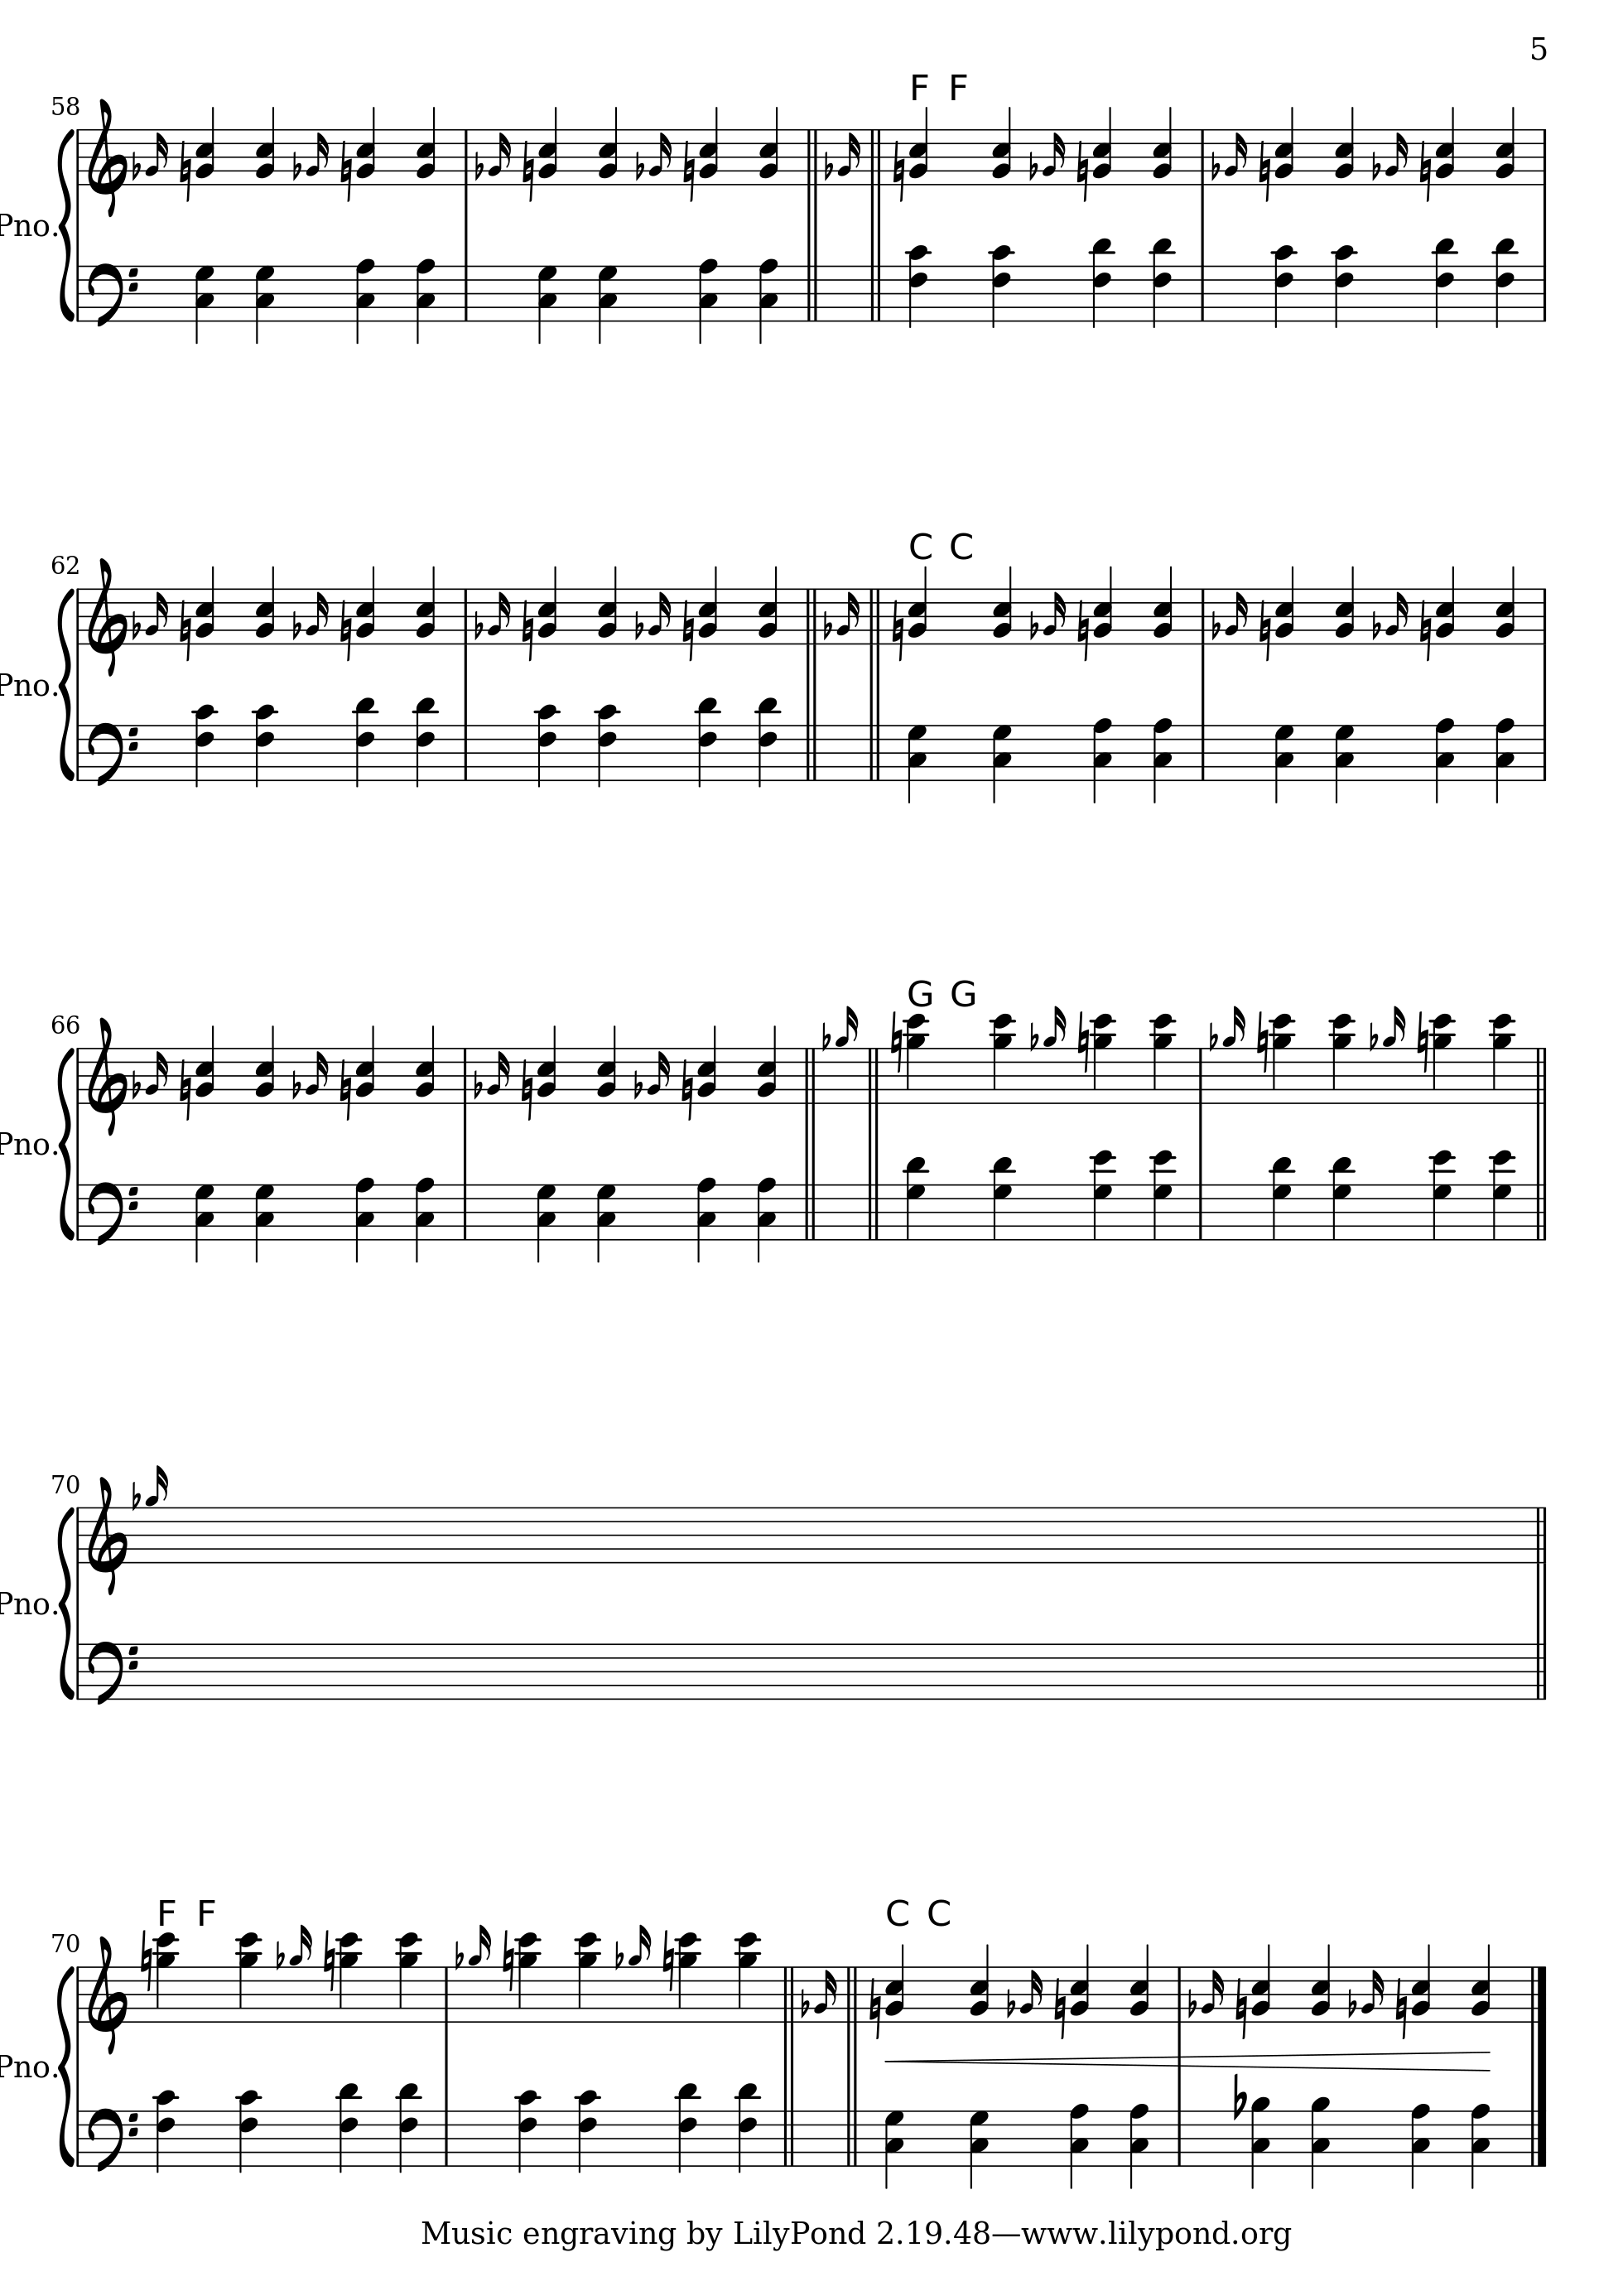 5
F F
58
Pno.
C C
62
Pno.
G G
66
Pno.
70
Pno.
F F C C
70
Pno.
Music engraving by LilyPond 2.19.48—www.lilypond.org